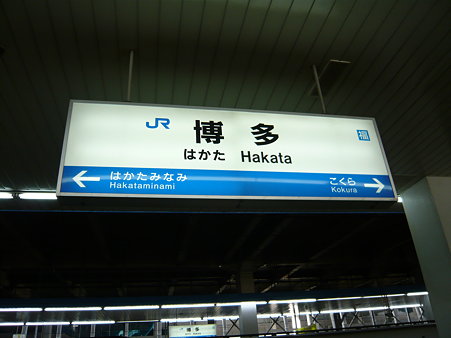 JR 博多 福
はかた Hakata
はかたみなみ こくら
Hakataminami Kokura
博多